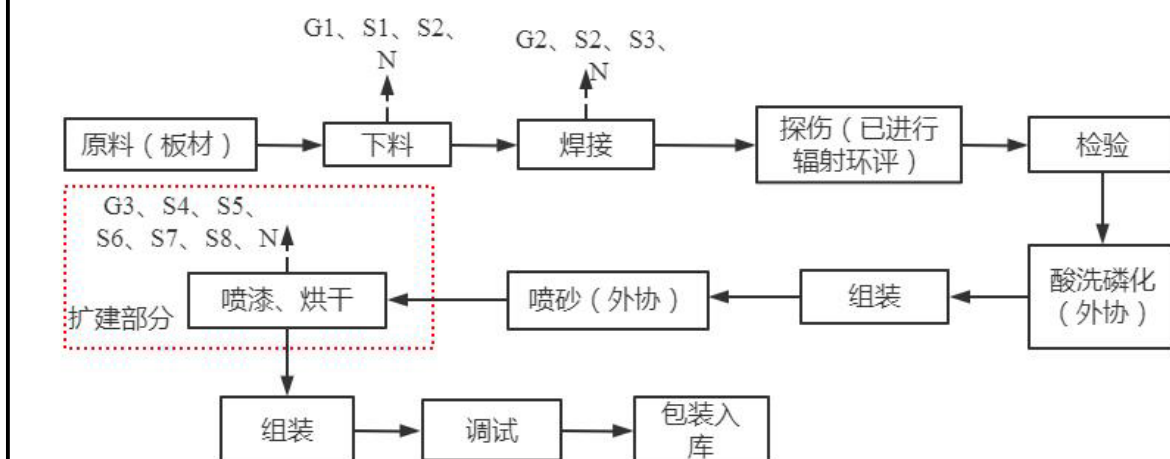 G1、S1、S2、
N
G2、S2、S3、
N
原料（板材）
下料
焊接
探伤（已进行
辐射环评）
检验
G3、S4、S5、
S6、S7、S8、N
扩建部分
喷漆、烘干
喷砂（外协）
组装
酸洗磷化
（外协）
组装
调试
包装入
库